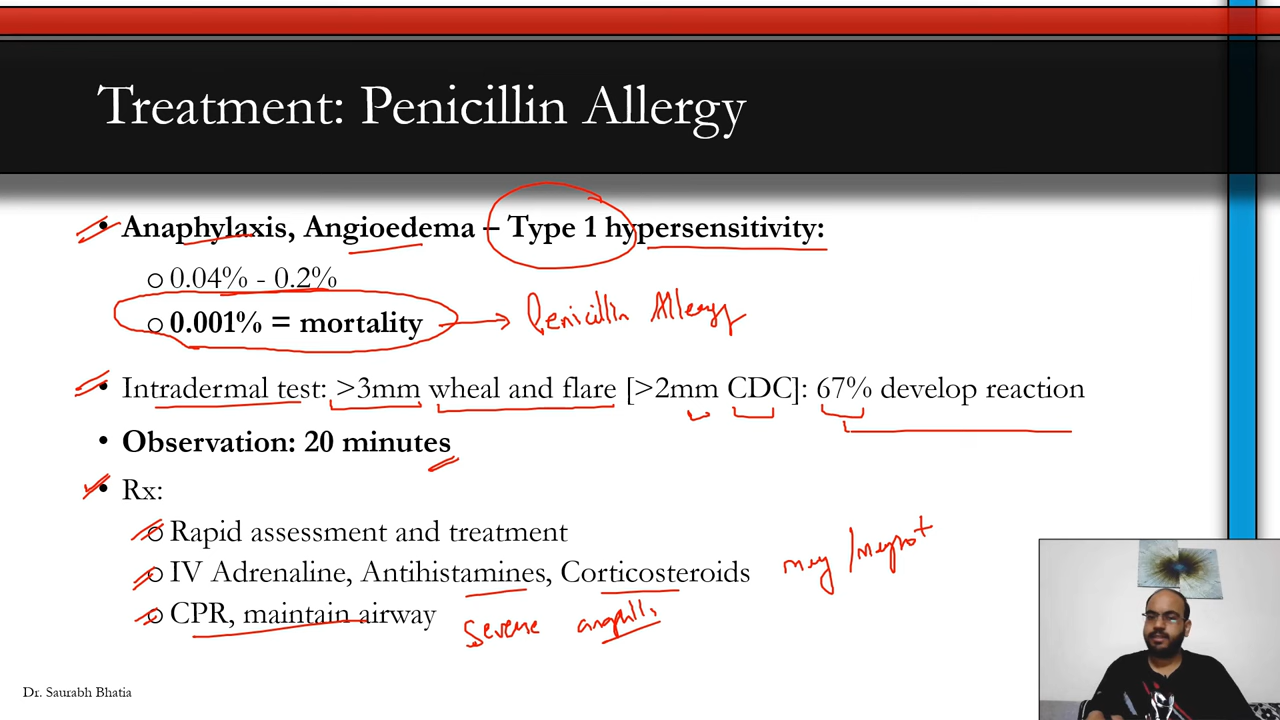 Treatment: Penicillin Allergy
• Anaphylaxis, Angioedema – Type 1 hypersensitivity:
o 0.04% - 0.2%
o 0.001% = mortality → Penicillin Allergy
• Intradermal test: >3mm wheal and flare [>2mm CDC]: 67% develop reaction
• Observation: 20 minutes
• Rx:
o Rapid assessment and treatment
o IV Adrenaline, Antihistamines, Corticosteroids
o CPR, maintain airway Severe
Dr. Saurabh Bhatia